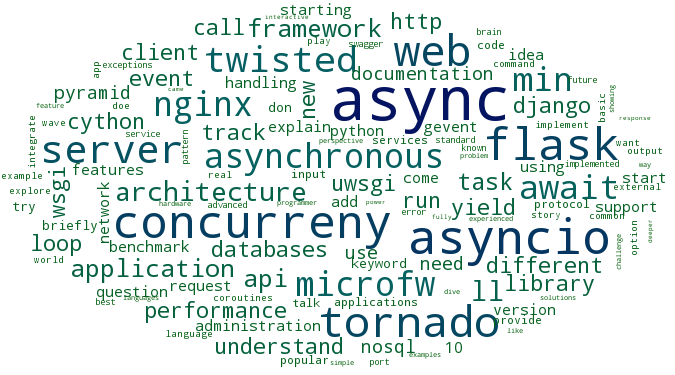 starting
interactive
call framework http
play swagger brain
client twisted web code idea
app exceptions event documentation command
pyramid handling min future
feature came doe nginx new async basic showing
cython don django
integrate wave track explain python gevent implement response
service pattern perspective services standard flask want output
server asynchronous known problem
example features real input uwsgi come using implemented way
explore wsgi hardware advanced task await start external
try network architecture add run yield protocol support
programmer error story common
briefly concurreny fully experienced option deeper
loop benchmark asyncio challenge
world databases use need different
application keyword
question request api microfw ll library
best languages coroutines talk applications dive solutions
performance tornado version provide
language administration like
understand nosql 10
popular simple port examples
power